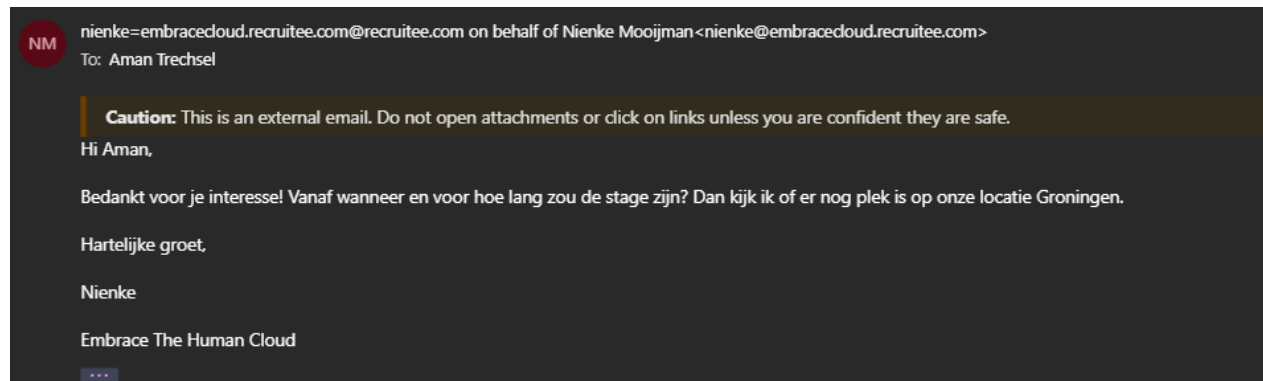 NM
nienke=embracecloud.recruitee.com@recruitee.com on behalf of Nienke Mooijman<nienke@embracecloud.recruitee.com>
To: Aman Trechsel
Caution: This is an external email. Do not open attachments or click on links unless you are confident they are safe.
Hi Aman,
Bedankt voor je interesse! Vanaf wanneer en voor hoe lang zou de stage zijn? Dan kijk ik of er nog plek is op onze locatie Groningen.
Hartelijke groet,
Nienke
Embrace The Human Cloud
...